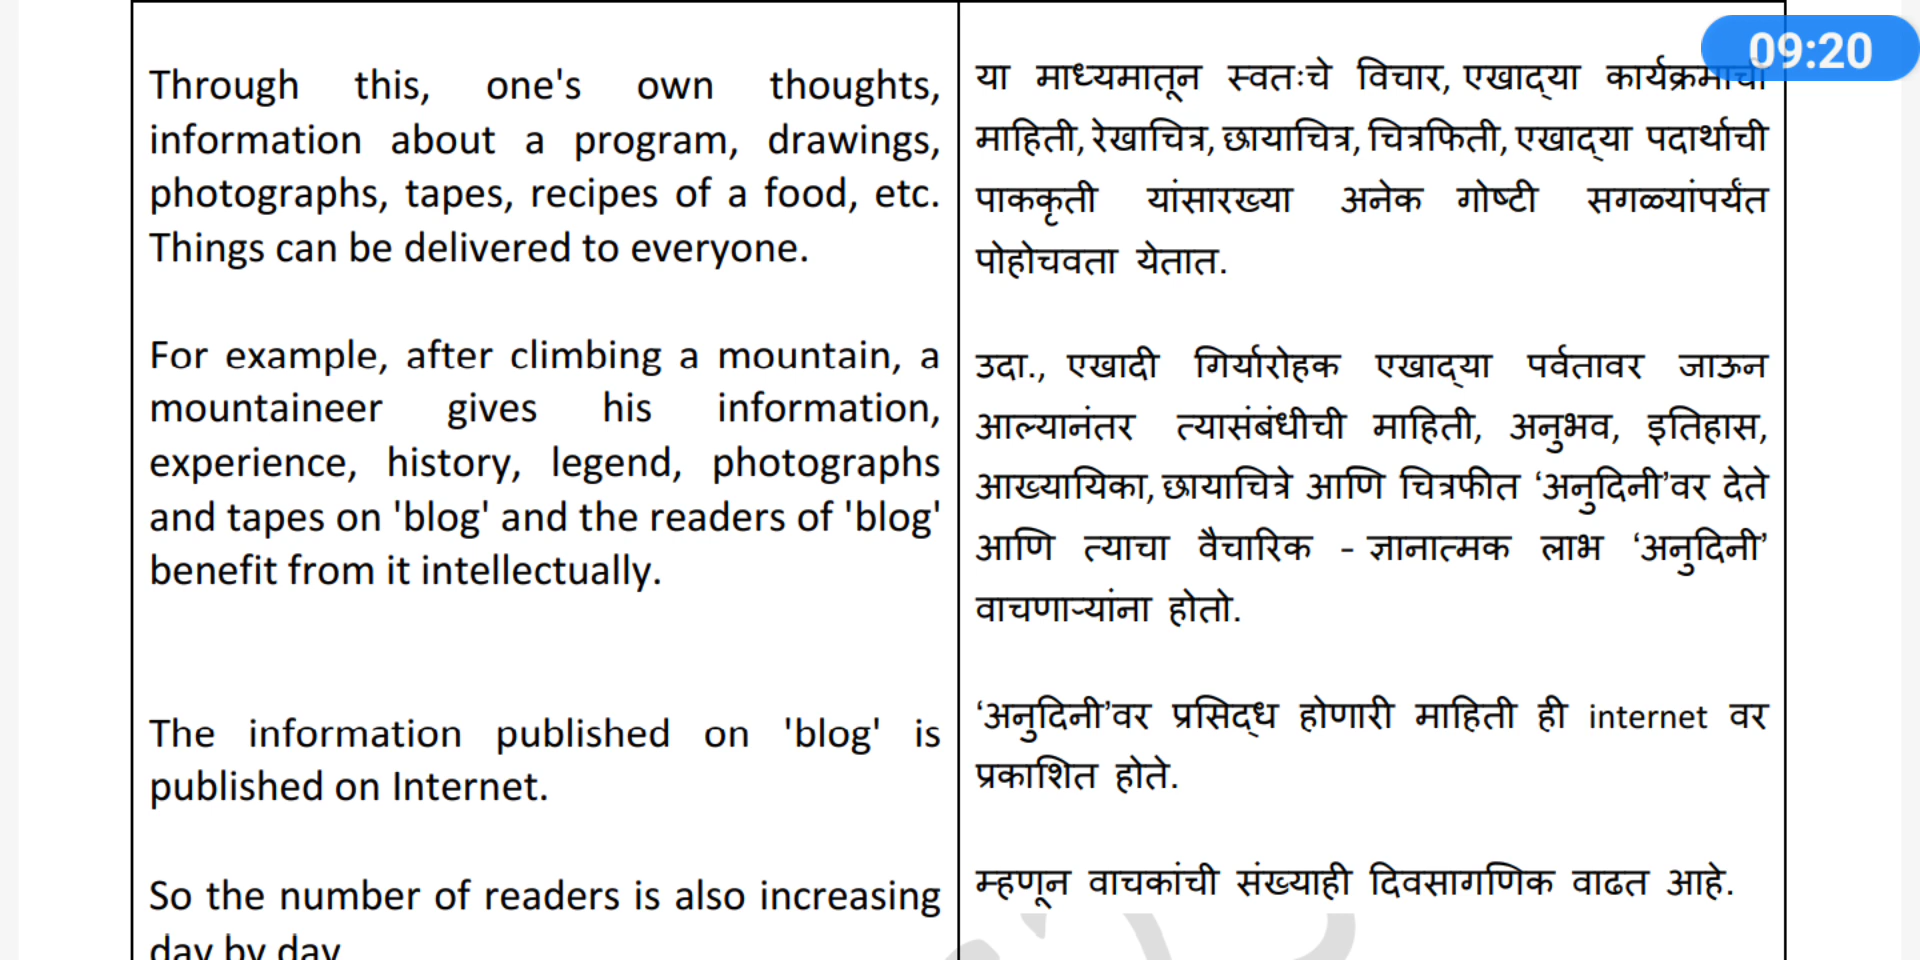 09:20
Through this, one's own thoughts,
information about a program, drawings,
photographs, tapes, recipes of a food, etc.
Things can be delivered to everyone.
For example, after climbing a mountain, a
mountaineer gives his information,
experience, history, legend, photographs
and tapes on 'blog' and the readers of 'blog'
benefit from it intellectually.
The information published on 'blog' is
published on Internet.
So the number of readers is also increasing
day by day
या माध्यमातून स्वतःचे विचार, एखाद्‌या कार्यक्रमाची
माहिती, रेखाचित्र, छायाचित्र, चित्रफिती, एखाद्‌या पदार्थाची
पाककृती यांसारख्या अनेक गोष्टी सगळ्यांपर्यंत
पोहोचवता येतात.
उदा., एखादी गिर्यारोहक एखाद्‌या पर्वतावर जाऊन
आल्यानंतर त्यासंबंधीची माहिती, अनुभव, इतिहास,
आख्यायिका, छायाचित्रे आणि चित्रफीत ‘अनुदिनी’वर देते
आणि त्याचा वैचारिक - ज्ञानात्मक लाभ ‘अनुदिनी’
वाचणाऱ्यांना होतो.
‘अनुदिनी’वर प्रसिद्‌ध होणारी माहिती ही internet वर
प्रकाशित होते.
म्हणून वाचकांची संख्याही दिवसागणिक वाढत आहे.